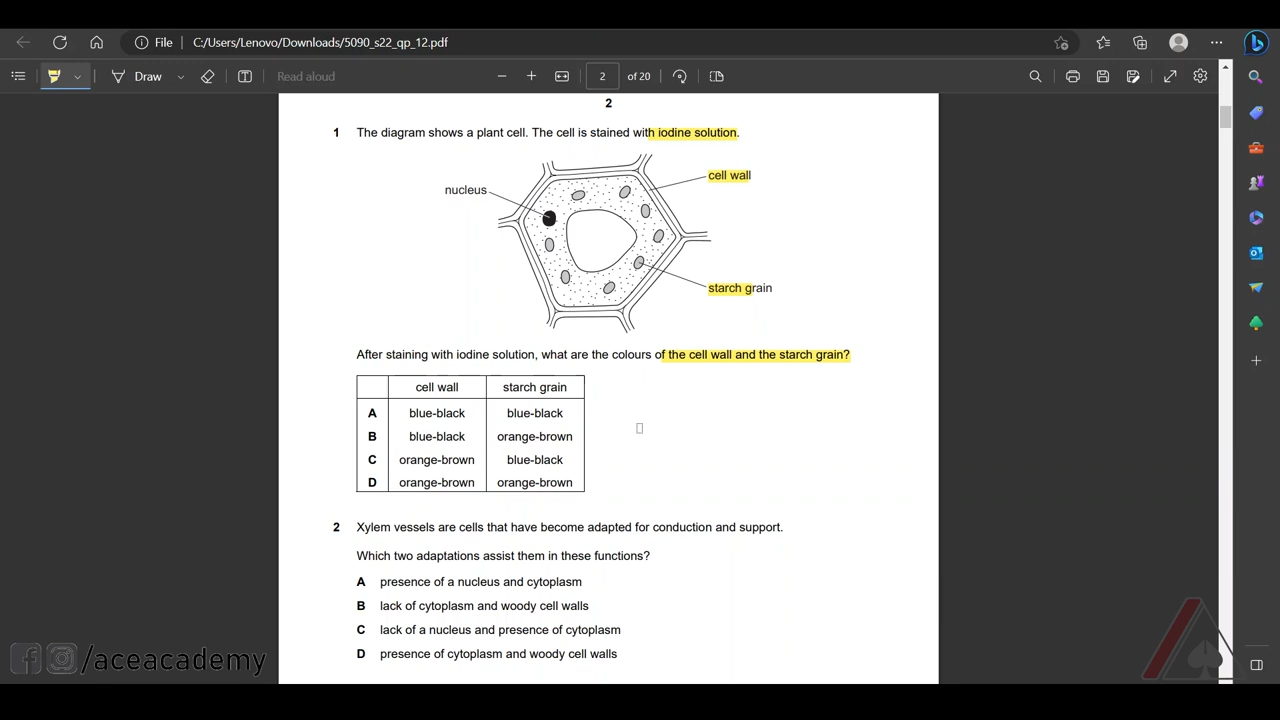 File C:/Users/Lenovo/Downloads/5090_s22_qp_12.pdf
Draw Read aloud 2 of 20
2
1 The diagram shows a plant cell. The cell is stained with iodine solution.
cell wall
nucleus
starch grain
After staining with iodine solution, what are the colours of the cell wall and the starch grain?
cell wall starch grain
A blue-black blue-black
B blue-black orange-brown
C orange-brown blue-black
D orange-brown orange-brown
2 Xylem vessels are cells that have become adapted for conduction and support.
Which two adaptations assist them in these functions?
A presence of a nucleus and cytoplasm
B lack of cytoplasm and woody cell walls
C lack of a nucleus and presence of cytoplasm
D presence of cytoplasm and woody cell walls
/aceacademy